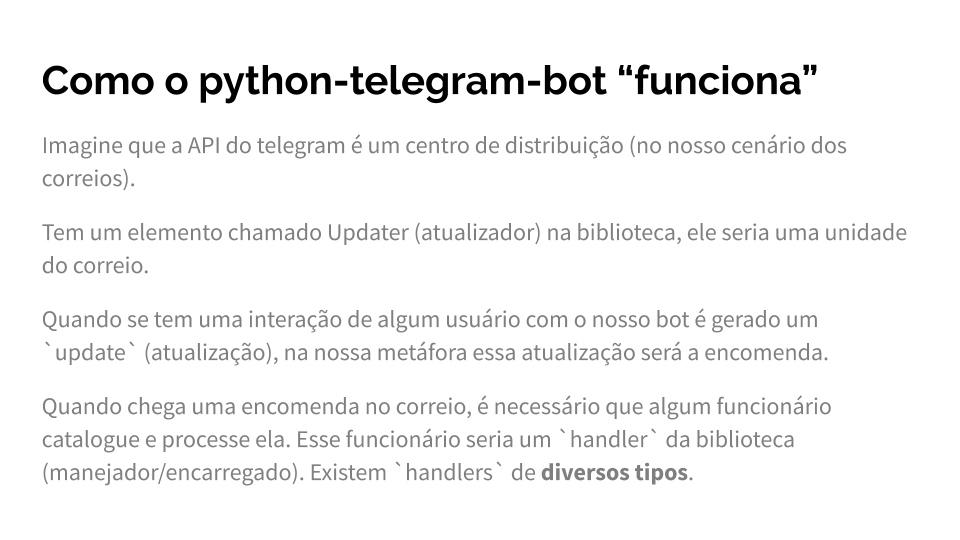 Como o python-telegram-bot “funciona”
Imagine que a API do telegram é um centro de distribuição (no nosso cenário dos
correios).
Tem um elemento chamado Updater (atualizador) na biblioteca, ele seria uma unidade
do correio.
Quando se tem uma interação de algum usuário com o nosso bot é gerado um
`update` (atualização), na nossa metáfora essa atualização será a encomenda.
Quando chega uma encomenda no correio, é necessário que algum funcionário
catalogue e processe ela. Esse funcionário seria um `handler` da biblioteca
(manejador/encarregado). Existem `handlers` de diversos tipos.